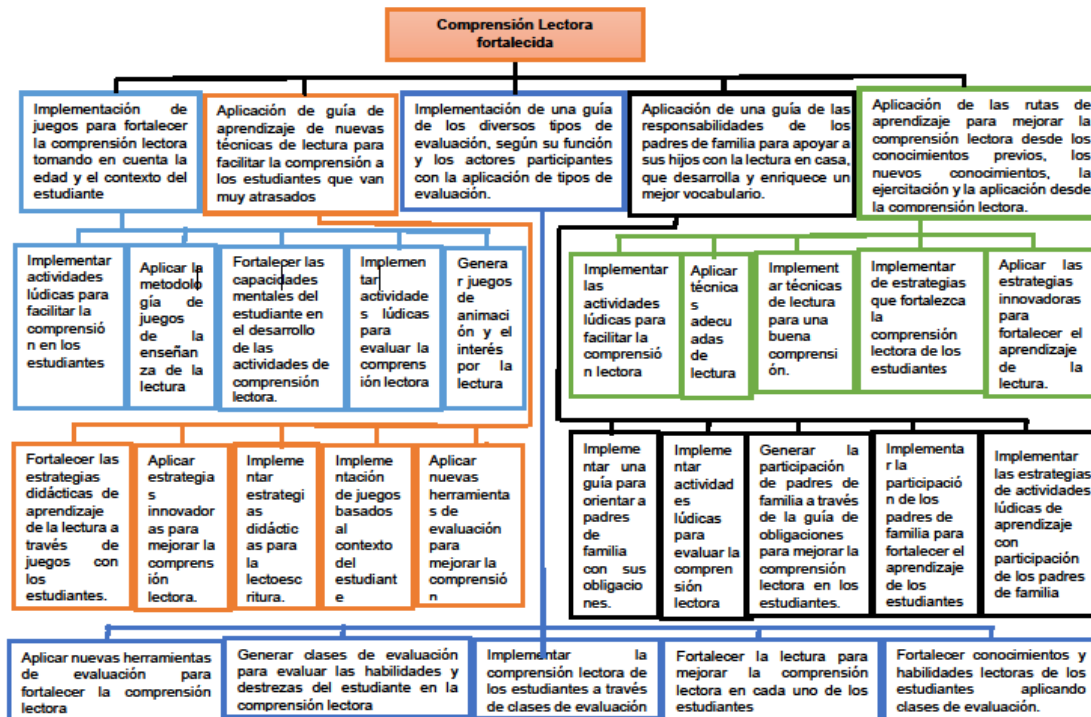 Comprensión Lectora
fortalecida
Implementación de
juegos para fortalecer
la comprensión lectora
tomando en cuenta la
edad y el contexto del
estudiante
Aplicación de guía de
aprendizaje de nuevas
técnicas de lectura para
facilitar la comprensión a
los estudiantes que van
muy atrasados
Implementación de una guía
de los diversos tipos de
evaluación, según su función
y los actores participantes
con la aplicación de tipos de
evaluación.
Aplicación de una guía de las
responsabilidades de los
padres de familia para apoyar a
sus hijos con la lectura en casa,
que desarrolla y enriquece un
mejor vocabulario.
Aplicación de las rutas de
aprendizaje para mejorar la
comprensión lectora desde los
conocimientos previos, los
nuevos conocimientos, la
ejercitación y la aplicación desde
la comprensión lectora.
Implementar
actividades
lúdicas para
facilitar la
comprensió
n en los
estudiantes
Aplicar la
metodolo
gía de
juegos
de la
enseñan
za de la
lectura
Fortalecer las
capacidades
mentales del
estudiante en el
desarrollo de
las actividades
de comprensión
lectora.
Implemen
tar
actividade
s lúdicas
para
evaluar la
compren
sión lectora
Genera
r juegos
de
animaci
ón y el
interés
por la
lectura
Implementar
las
actividades
lúdicas para
facilitar la
comprensió
n lectora
Aplicar
técnica
s
adecua
das de
lectura
Implement
ar técnicas
de lectura
para una
buena
comprensi
ón.
Implementar
de estrategias
que fortalezca
la
comprensión
lectora de los
estudiantes
Aplicar las
estrategias
innovadoras
para
fortalecer el
aprendizaje
de la
lectura.
Fortalecer las
estrategias
didácticas de
aprendizaje
de la lectura a
través de
juegos con
los
estudiantes.
Aplicar
estrategia
s
innovador
as para
mejorar la
comprensi
ón
lectora.
Impleme
ntar
estrategi
as
didáctic
as para
la
lectoesc
ritura.
Impleme
ntación
de juegos
basados
al
contexto
del
estudiant
e
Aplicar
nuevas
herramienta
s de
evaluación
para
mejorar la
comprensió
n
Impleme
ntar una
guía para
orientar a
padres
de
familia
con sus
obligacio
nes.
Impleme
ntar
actividad
es
lúdicas
para
evaluar la
compren
sión
lectora
Generar la
participación de
padres de
familia a través
de la guía de
obligaciones
para mejorar la
comprensión
lectora en los
estudiantes.
Implementa
r la
participació
n de los
padres de
familia para
fortalecer el
aprendizaje
de los
estudiantes
Implementar
las estrategias
de actividades
lúdicas de
aprendizaje
con
participación
de los padres
de familia
Aplicar nuevas herramientas
de evaluación para
fortalecer la comprensión
lectora
Generar clases de evaluación
para evaluar las habilidades y
destrezas del estudiante en la
comprensión lectora
Implementar la
comprensión lectora de
los estudiantes a través
de clases de evaluación
Fortalecer la lectura para
mejorar la comprensión
lectora en cada uno de los
estudiantes
Fortalecer conocimientos y
habilidades lectoras de los
estudiantes aplicando
clases de evaluación.